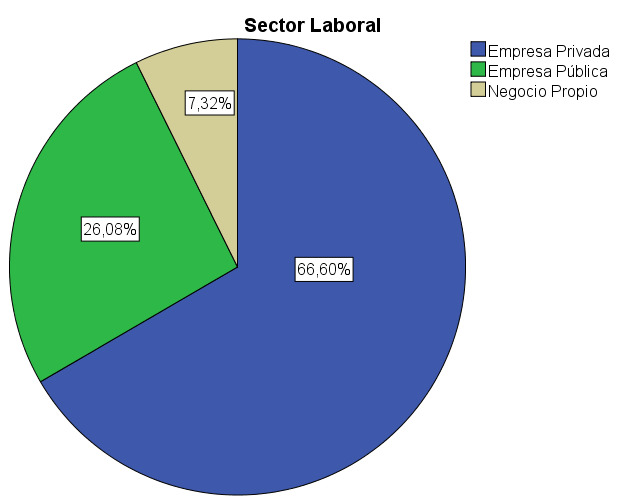 Sector Laboral
Empresa Privada
Empresa Pública
Negocio Propio
7,32%
26,08%
66,60%